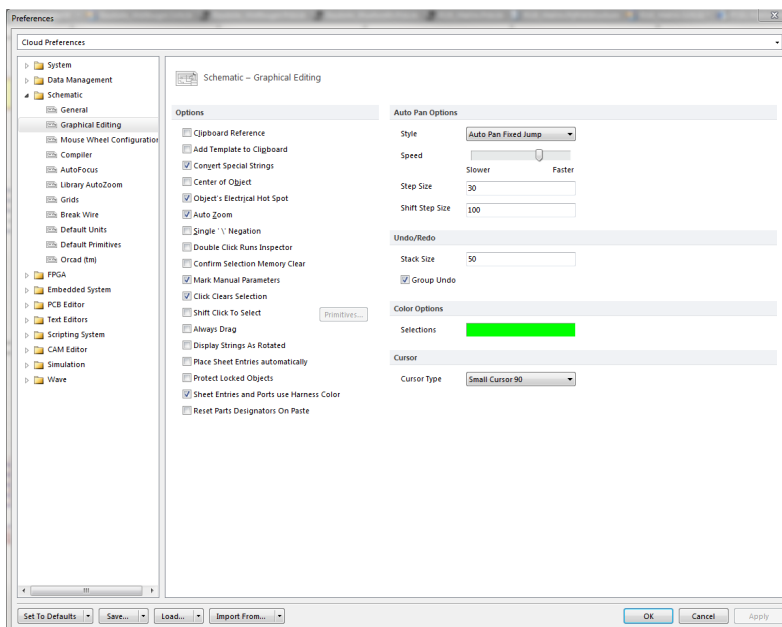 Preferences
Cloud Preferences
System
Data Management
Schematic
General
Graphical Editing
Mouse Wheel Configuration
Compiler
AutoFocus
Library AutoZoom
Grids
Break Wire
Default Units
Default Primitives
Orcad (tm)
FPGA
Embedded System
PCB Editor
Text Editors
Scripting System
CAM Editor
Simulation
Wave
Schematic – Graphical Editing
Options
Clipboard Reference
Add Template to Clipboard
Convert Special Strings
Center of Object
Object's Electrical Hot Spot
Auto Zoom
Single '\' Negation
Double Click Runs Inspector
Confirm Selection Memory Clear
Mark Manual Parameters
Click Clears Selection
Shift Click To Select
Primitives...
Always Drag
Display Strings As Rotated
Place Sheet Entries automatically
Protect Locked Objects
Sheet Entries and Ports use Harness Color
Reset Parts Designators On Paste
Auto Pan Options
Style Auto Pan Fixed Jump
Speed
Slower Faster
Step Size 30
Shift Step Size 100
Undo/Redo
Stack Size 50
Group Undo
Color Options
Selections
Cursor
Cursor Type Small Cursor 90
Set To Defaults Save... Load... Import From... OK Cancel Apply